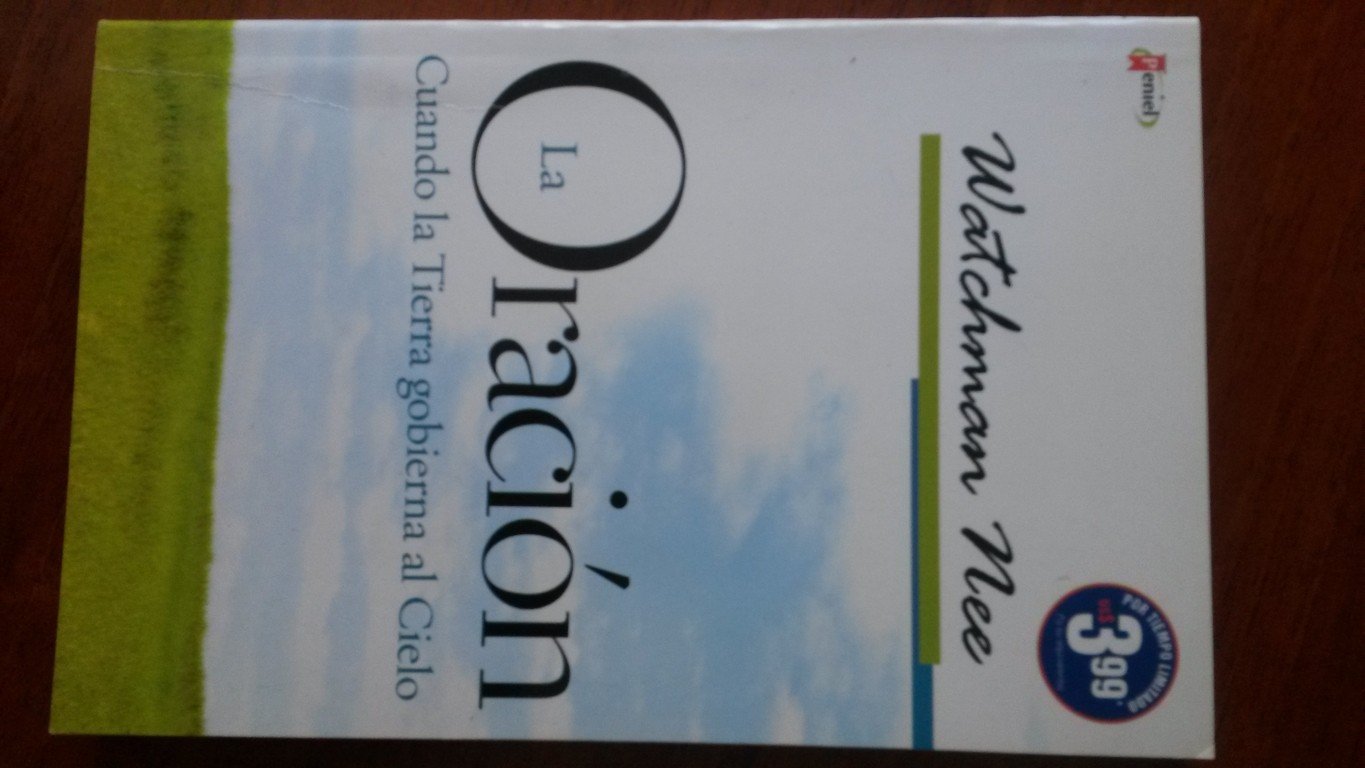 Peniel
POR TIEMPO LIMITADO
U$S
3.99*
Watchman Nee
La
Oración
Cuando la Tierra gobierna al Cielo